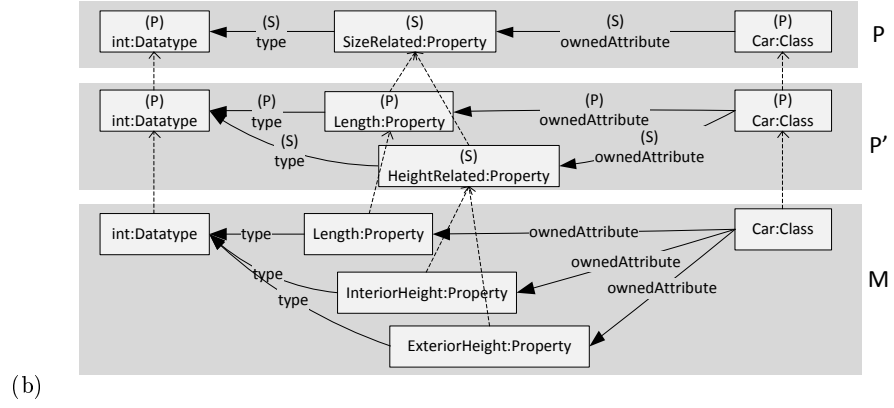 (P)
int:Datatype
(S)
type
(S)
SizeRelated:Property
(S)
ownedAttribute
(P)
Car:Class
P
(P)
int:Datatype
(P)
type
(P)
Length:Property
(P)
ownedAttribute
(P)
Car:Class
(S)
type
(S)
HeightRelated:Property
(S)
ownedAttribute
P’
int:Datatype
type
Length:Property
ownedAttribute
Car:Class
type
InteriorHeight:Property
ownedAttribute
type
ExteriorHeight:Property
ownedAttribute
M
(b)